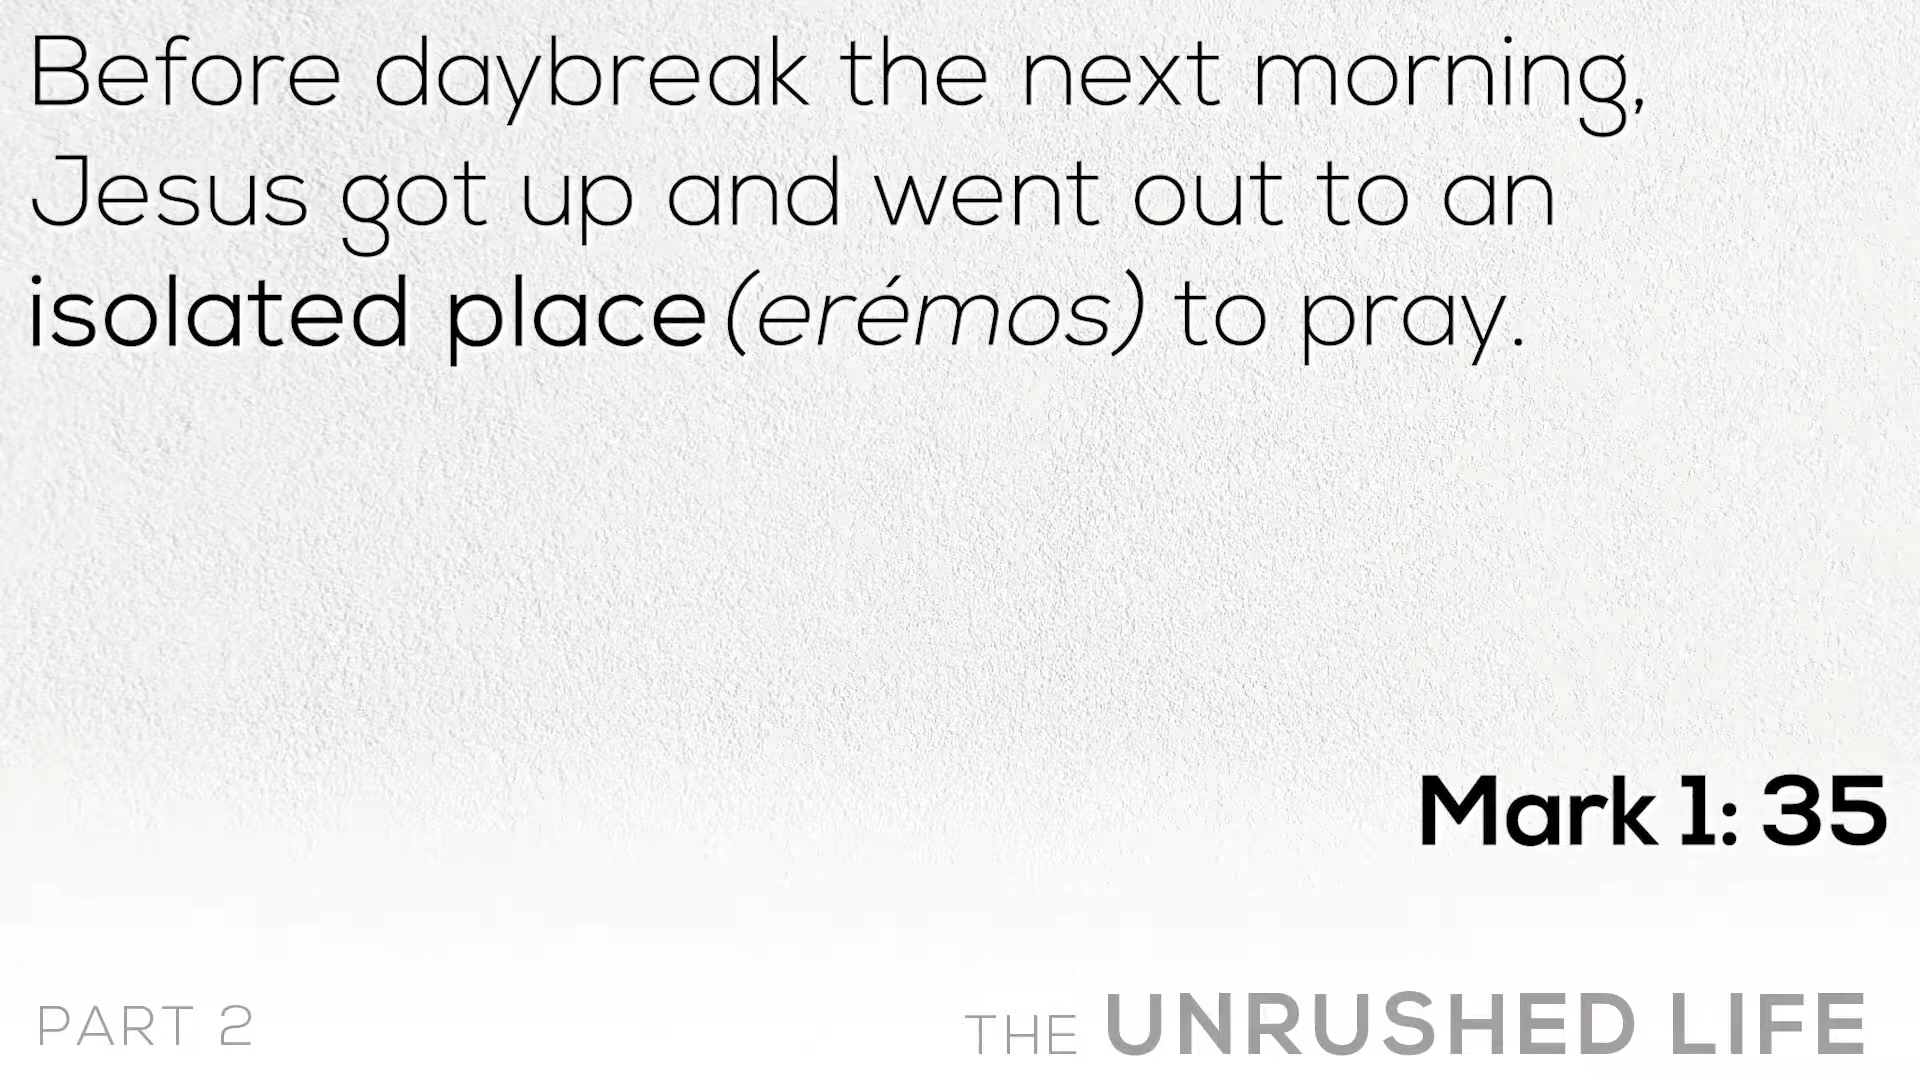 Before daybreak the next morning,
Jesus got up and went out to an
isolated place (erémos) to pray.
Mark 1: 35
PART 2
THE UNRUSHED LIFE